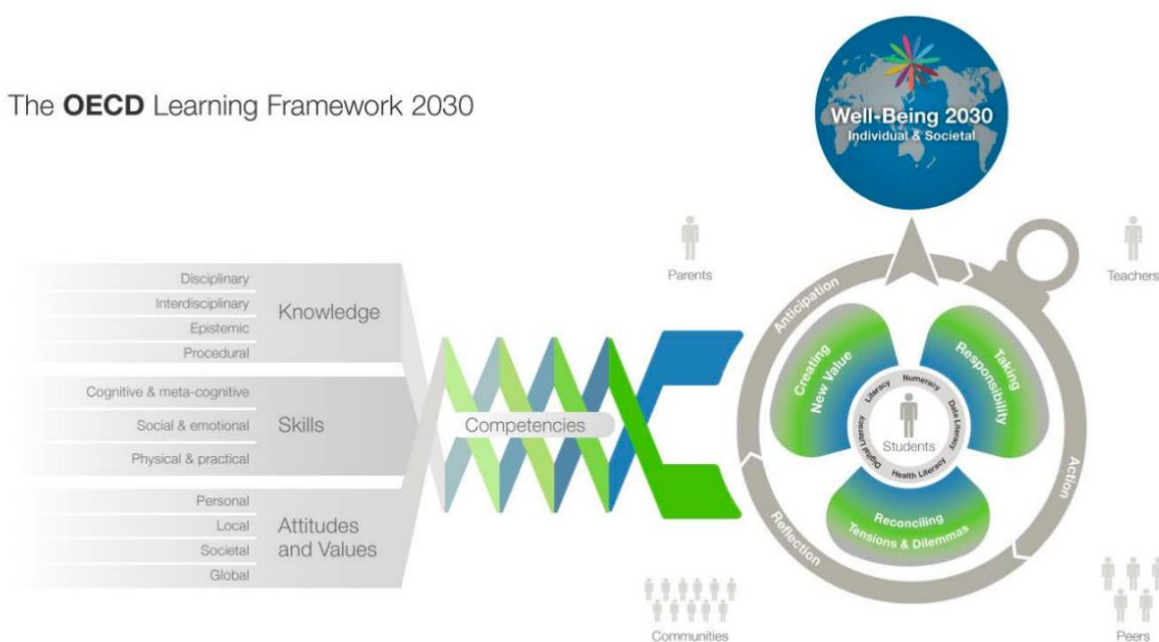 The OECD Learning Framework 2030
Well-Being 2030
Individual & Societal
Disciplinary
Interdisciplinary
Epistemic
Procedural
Knowledge
Cognitive & meta-cognitive
Social & emotional
Physical & practical
Skills
Personal
Local
Societal
Global
Attitudes
and Values
Competencies
Parents
Teachers
Communities
Peers
Anticipation
Action
Reflection
Creating
New Value
Taking
Responsibility
Reconciling
Tensions & Dilemmas
Literacy
Numeracy
Data Literacy
Health Literacy
Digital Literacy
Students